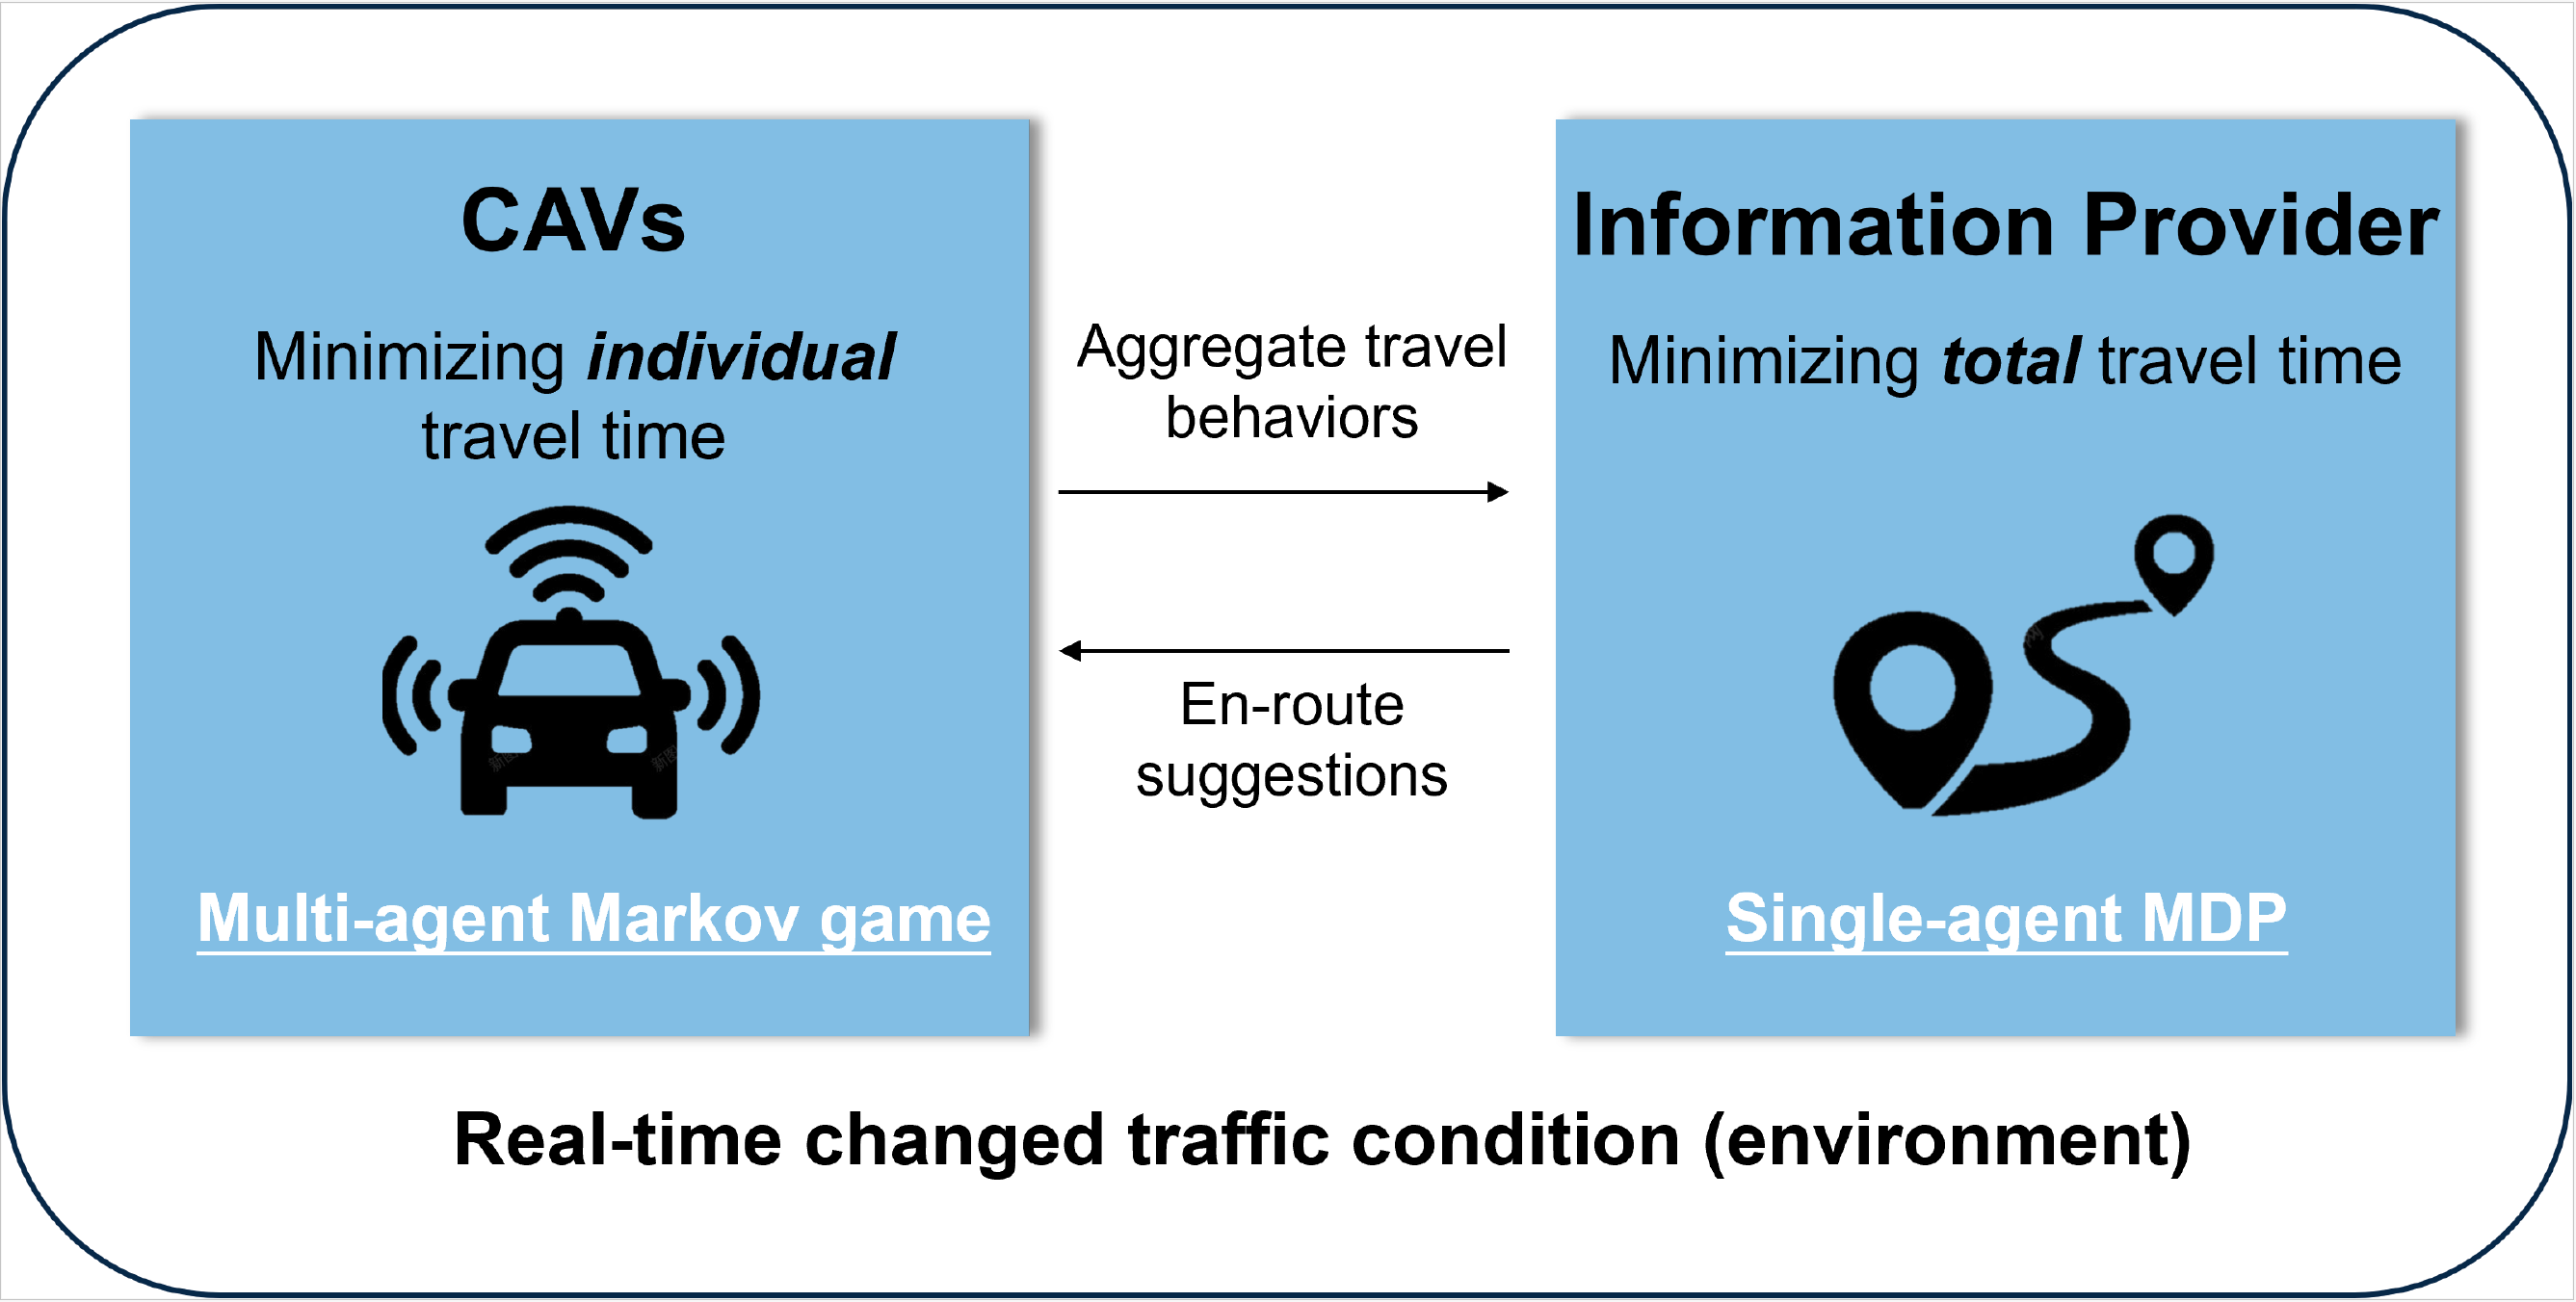 CAVs
Minimizing individual
travel time
Multi-agent Markov game
Aggregate travel
behaviors
En-route
suggestions
Information Provider
Minimizing total travel time
Single-agent MDP
Real-time changed traffic condition (environment)